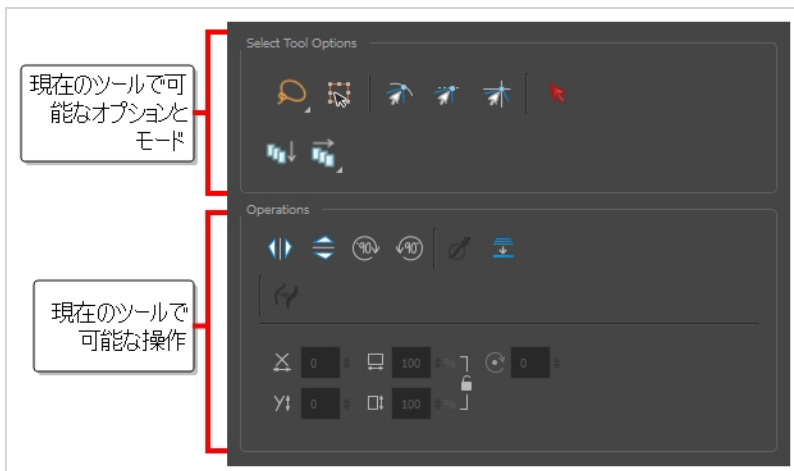 Select Tool Options
現在のツールで可
能なオプションと
モード
Operations
90 90
現在のツールで
可能な操作
X 0 100 % 0
Y 0 100 %